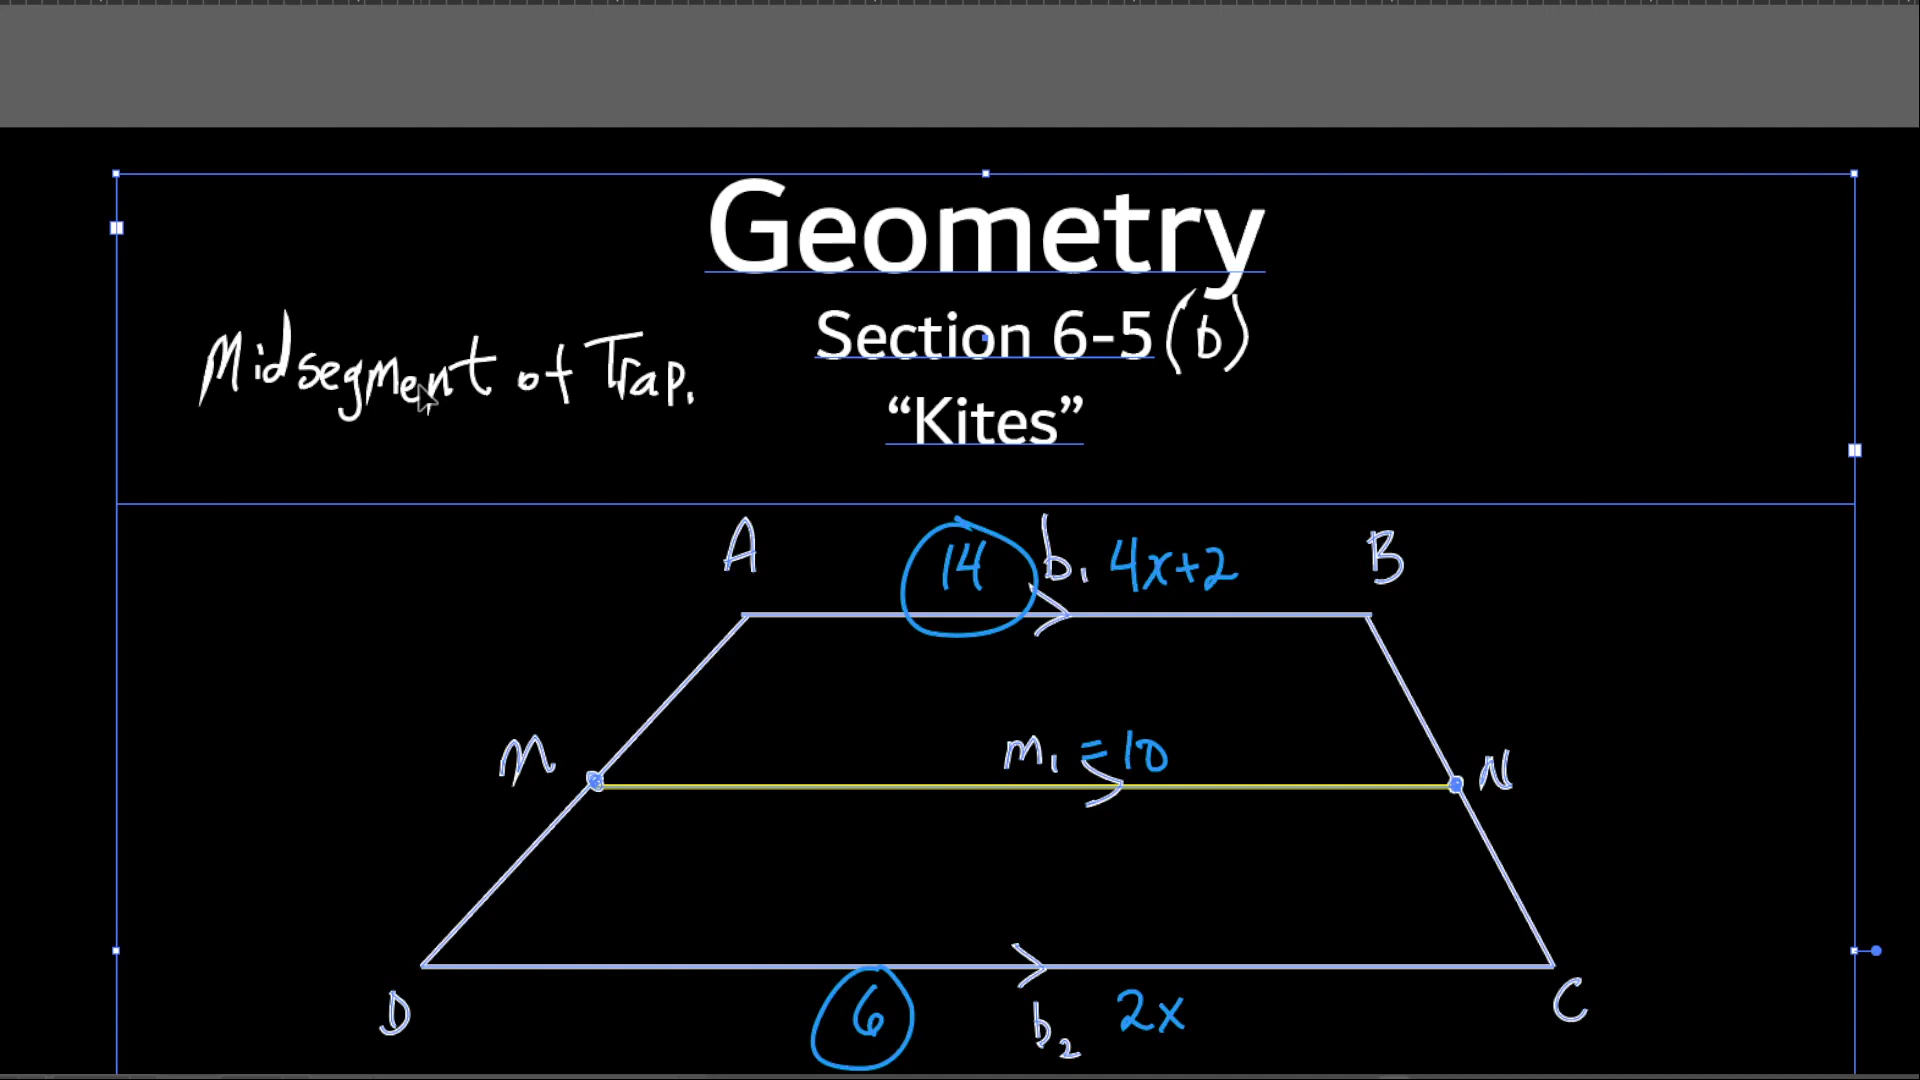 Geometry
Section 6-5 (b)
Midsegment of Trap.
“Kites”
A 14 b₁ 4x+2 B
M m₁ = 10 N
D 6 b₂ 2x C